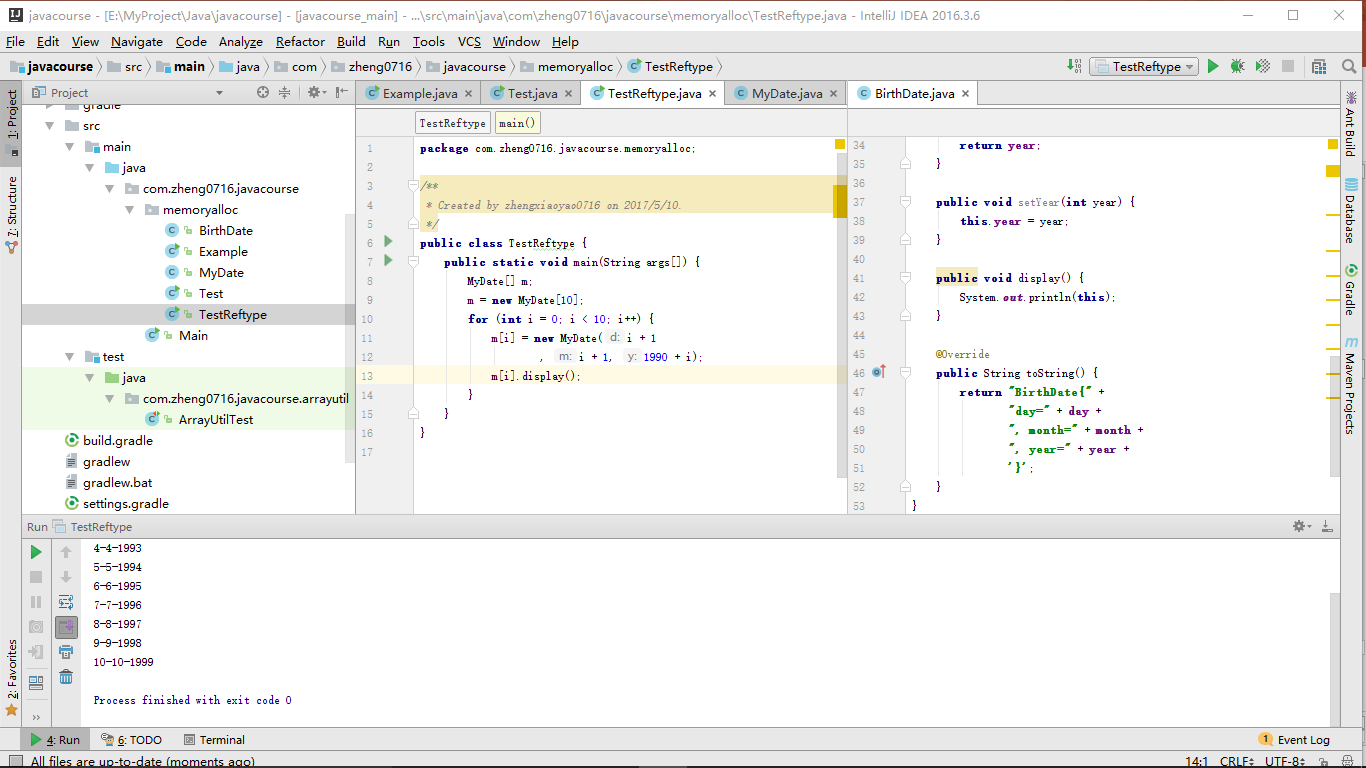 javacourse - [E:\MyProject\Java\javacourse] - [javacourse_main] - ...\src\main\java\com\zheng0716\javacourse\memoryalloc\TestReftype.java - IntelliJ IDEA 2016.3.6
File Edit View Navigate Code Analyze Refactor Build Run Tools VCS Window Help
javacourse src main java com zheng0716 javacourse memoryalloc TestReftype TestReftype
1: Project
7: Structure
2: Favorites
Project
gradle
src
main
java
com.zheng0716.javacourse
memoryalloc
BirthDate
Example
MyDate
Test
TestReftype
Main
test
java
com.zheng0716.javacourse.arrayutil
ArrayUtilTest
build.gradle
gradlew
gradlew.bat
settings.gradle
Example.java Test.java TestReftype.java MyDate.java BirthDate.java
TestReftype main()
1 package com.zheng0716.javacourse.memoryalloc;
2
3 /**
4 * Created by zhengxiaoyao0716 on 2017/5/10.
5 */
6 public class TestReftype {
7 public static void main(String args[]) {
8 MyDate[] m;
9 m = new MyDate[10];
10 for (int i = 0; i < 10; i++) {
11 m[i] = new MyDate( d: i + 1
12 , m: i + 1, y: 1990 + i);
13 m[i].display();
14 }
15 }
16 }
17
34 return year;
35 }
36
37 public void setYear(int year) {
38 this.year = year;
39 }
40
41 public void display() {
42 System.out.println(this);
43 }
44
45 @Override
46 public String toString() {
47 return "BirthDate{" +
48 "day=" + day +
49 ", month=" + month +
50 ", year=" + year +
51 '}';
52 }
53 }
Ant Build
Database
Gradle
Maven Projects
Run TestReftype
4-4-1993
5-5-1994
6-6-1995
7-7-1996
8-8-1997
9-9-1998
10-10-1999
Process finished with exit code 0
4: Run 6: TODO Terminal 1 Event Log
All files are up-to-date (moments ago) 14:1 CRLF UTF-8